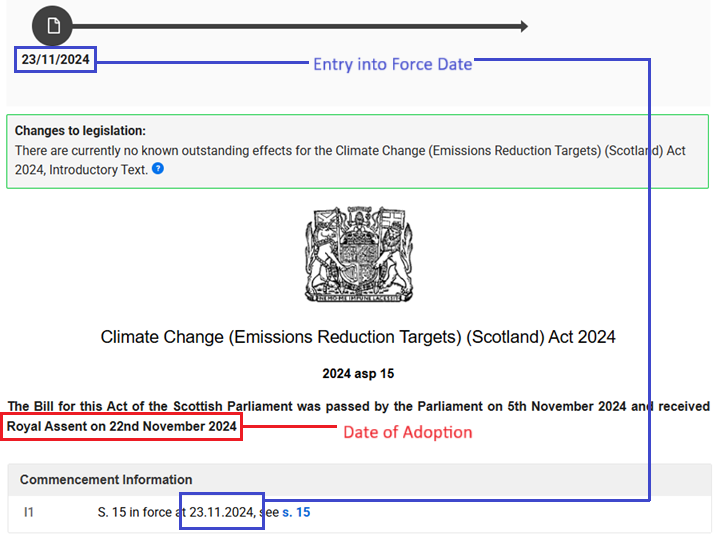 23/11/2024
Entry into Force Date
Changes to legislation:
There are currently no known outstanding effects for the Climate Change (Emissions Reduction Targets) (Scotland) Act
2024, Introductory Text. ?
NEMO ME IMPUNE LACESSIT
Climate Change (Emissions Reduction Targets) (Scotland) Act 2024
2024 asp 15
The Bill for this Act of the Scottish Parliament was passed by the Parliament on 5th November 2024 and received
Royal Assent on 22nd November 2024
Date of Adoption
Commencement Information
I1 S. 15 in force at 23.11.2024, see s. 15